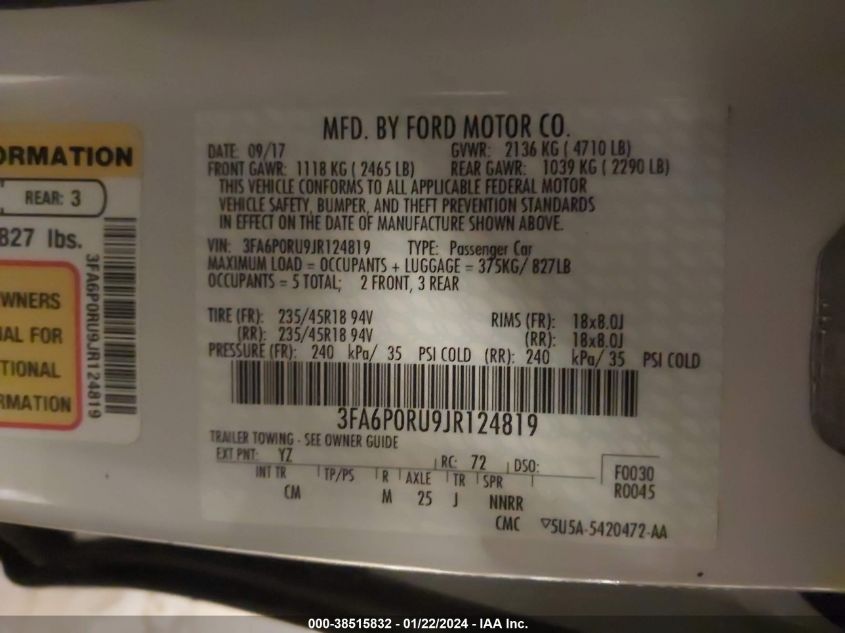 ORMATION
REAR: 3
827 lbs.
WNERS
AL FOR
TIONAL
RMATION
3FA6P0RU9JR124819
MFD. BY FORD MOTOR CO.
DATE: 09/17 GVWR: 2136 KG ( 4710 LB)
FRONT GAWR: 1118 KG ( 2465 LB) REAR GAWR: 1039 KG ( 2290 LB)
THIS VEHICLE CONFORMS TO ALL APPLICABLE FEDERAL MOTOR
VEHICLE SAFETY, BUMPER, AND THEFT PREVENTION STANDARDS
IN EFFECT ON THE DATE OF MANUFACTURE SHOWN ABOVE.
VIN: 3FA6P0RU9JR124819 TYPE: Passenger Car
MAXIMUM LOAD = OCCUPANTS + LUGGAGE = 375KG/ 827LB
OCCUPANTS = 5 TOTAL; 2 FRONT, 3 REAR
TIRE (FR): 235/45R18 94V RIMS (FR): 18x8.0J
(RR): 235/45R18 94V (RR): 18x8.0J
PRESSURE (FR): 240 kPa/ 35 PSI COLD (RR): 240 kPa/ 35 PSI COLD
3FA6P0RU9JR124819
TRAILER TOWING - SEE OWNER GUIDE
EXT PNT: YZ RC: 72 DSO: F0030
INT TR TP/PS R AXLE TR SPR R0045
CM M 25 J NNRR
CMC 5U5A-5420472-AA
000-38515832 - 01/22/2024 - IAA Inc.